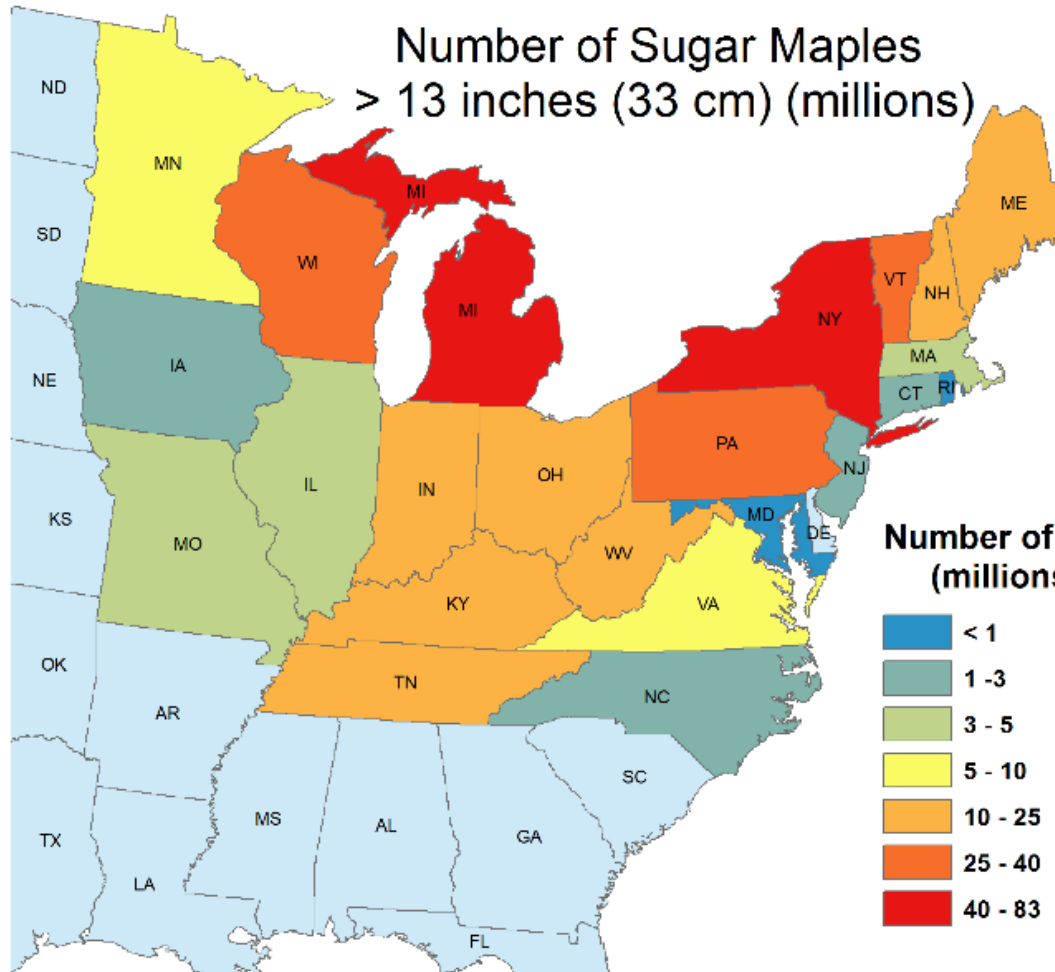 Number of Sugar Maples
> 13 inches (33 cm) (millions)
ND
MN
SD
WI
MI
MI
ME
VT
NH
NY
MA
CT
RI
NE
IA
PA
NJ
IL
IN
OH
MD
DE
KS
MO
WV
KY
VA
OK
AR
TN
NC
SC
TX
LA
MS
AL
GA
FL
Number of
(millions
< 1
1 -3
3 - 5
5 - 10
10 - 25
25 - 40
40 - 83